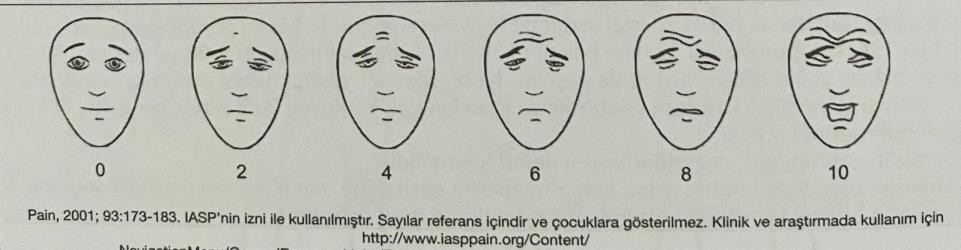 0 2 4 6 8 10
Pain, 2001; 93:173-183. IASP'nin izni ile kullanılmıştır. Sayılar referans içindir ve çocuklara gösterilmez. Klinik ve araştırmada kullanım için
http://www.iasppain.org/Content/